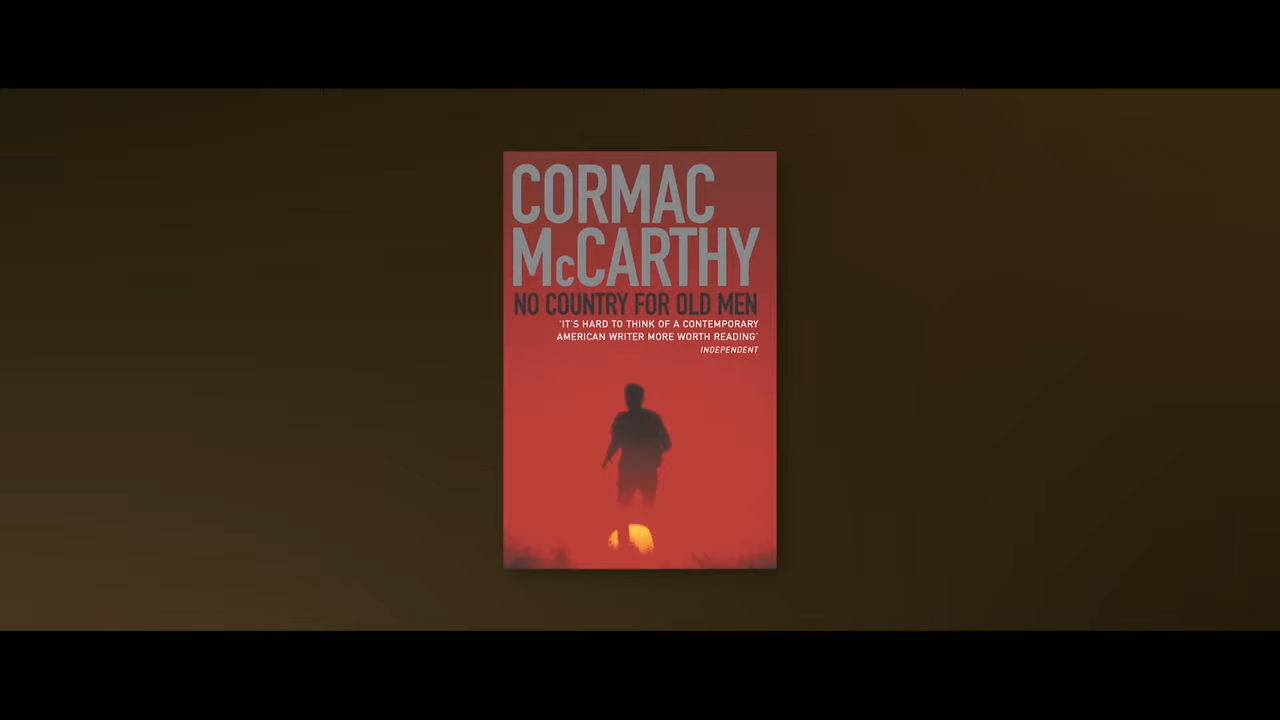 CORMAC
McCARTHY
NO COUNTRY FOR OLD MEN
'IT'S HARD TO THINK OF A CONTEMPORARY
AMERICAN WRITER MORE WORTH READING'
INDEPENDENT